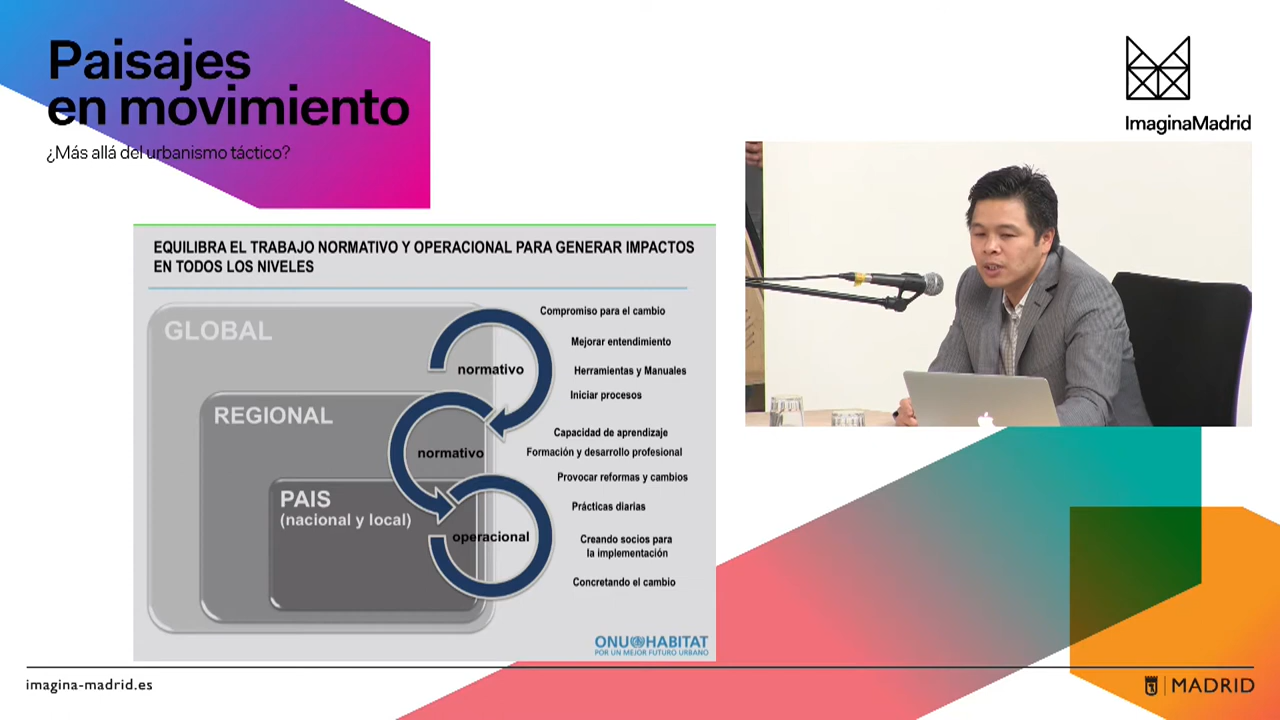 Paisajes
en movimiento
¿Más allá del urbanismo táctico?
ImaginaMadrid
EQUILIBRA EL TRABAJO NORMATIVO Y OPERACIONAL PARA GENERAR IMPACTOS
EN TODOS LOS NIVELES
GLOBAL
REGIONAL
PAIS
(nacional y local)
normativo
normativo
operacional
Compromiso para el cambio
Mejorar entendimiento
Herramientas y Manuales
Iniciar procesos
Capacidad de aprendizaje
Formación y desarrollo profesional
Provocar reformas y cambios
Prácticas diarias
Creando socios para
la implementación
Concretando el cambio
ONU HABITAT
POR UN MEJOR FUTURO URBANO
imagina-madrid.es
MADRID